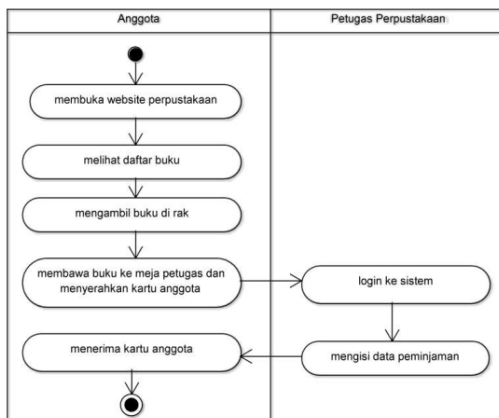 Anggota
Petugas Perpustakaan
membuka website perpustakaan
melihat daftar buku
mengambil buku di rak
membawa buku ke meja petugas dan
menyerahkan kartu anggota
login ke sistem
mengisi data peminjaman
menerima kartu anggota